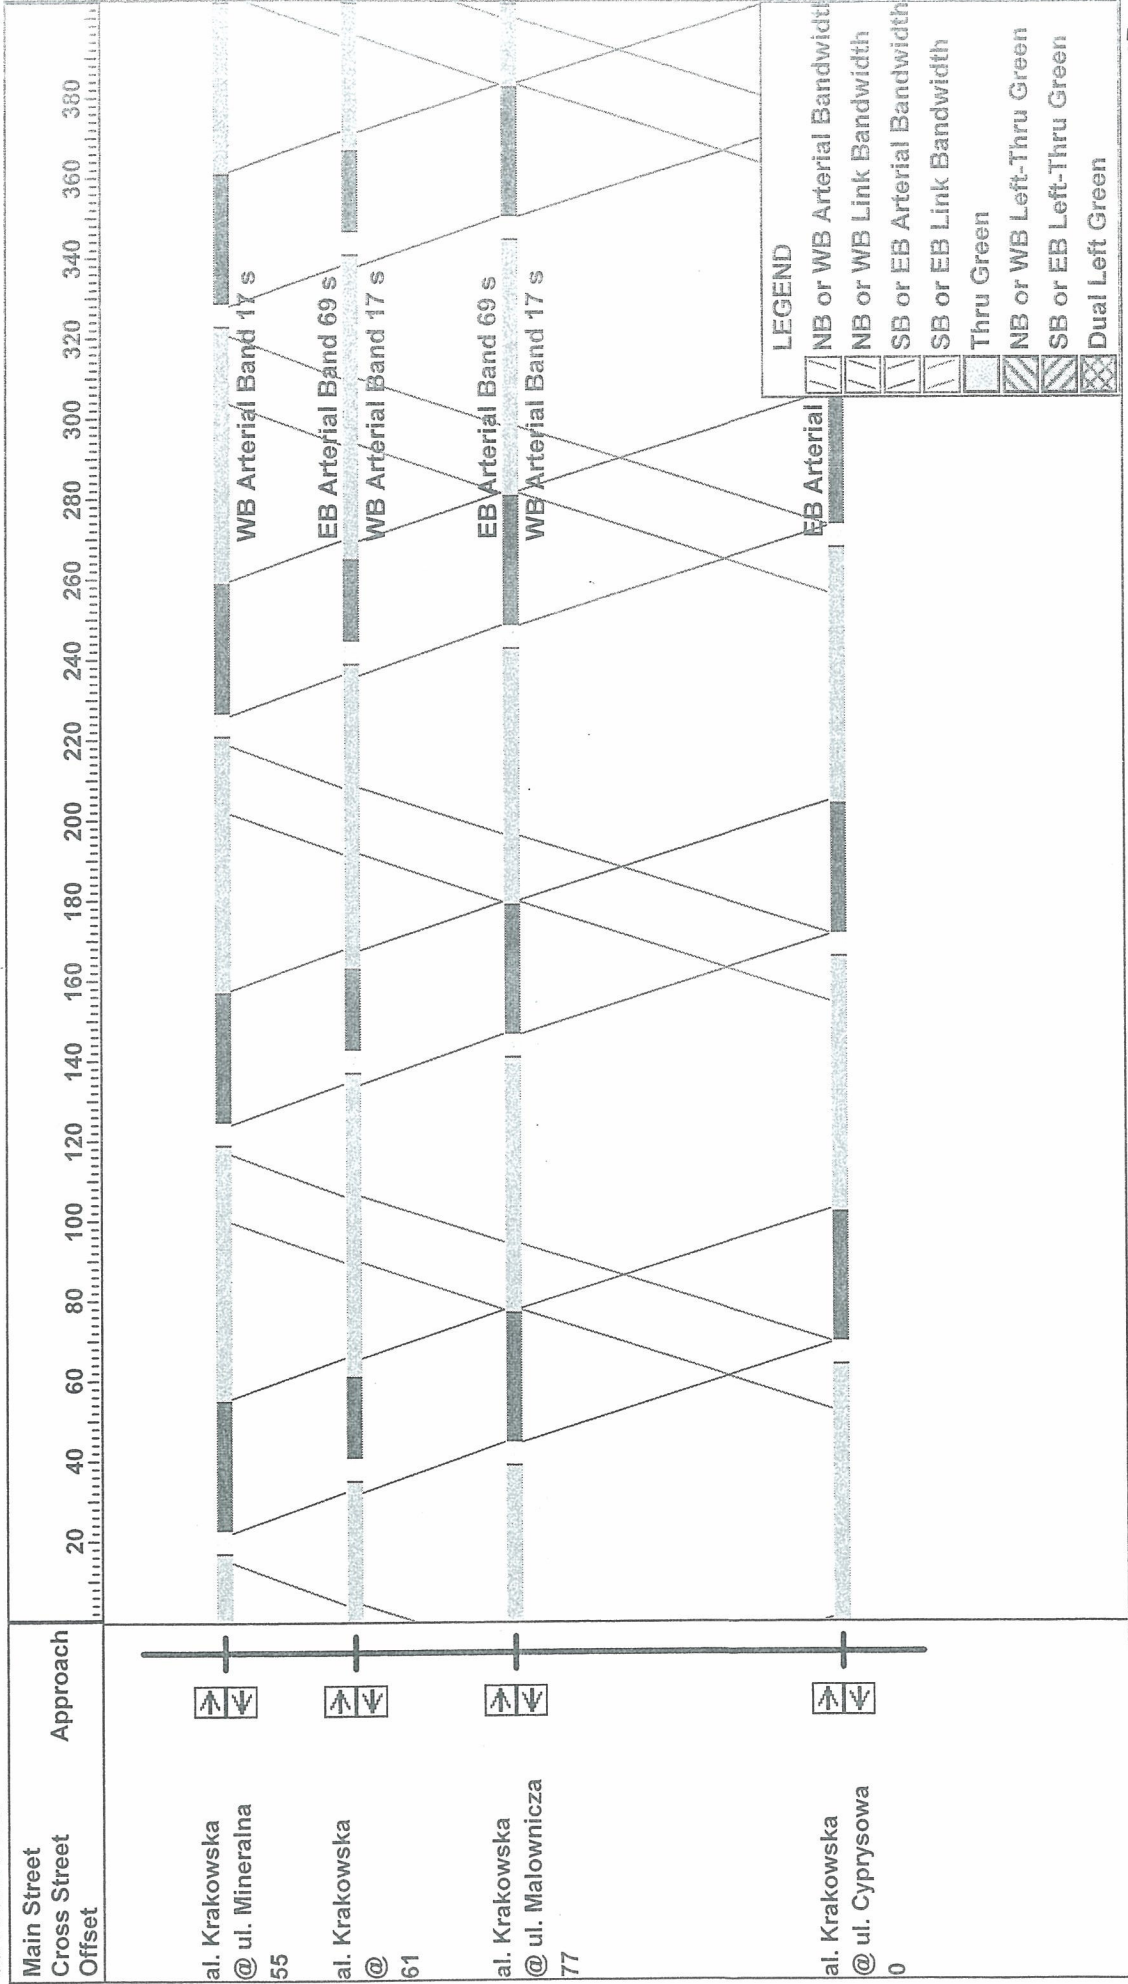 Main Street
Cross Street
Offset
Approach
20 40 60 80 100 120 140 160 180 200 220 240 260 280 300 320 340 360 380
al. Krakowska
@ ul. Mineralna
55
WB Arterial Band 17 s
al. Krakowska
@
61
EB Arterial Band 69 s
WB Arterial Band 17 s
al. Krakowska
@ ul. Malownicza
77
EB Arterial Band 69 s
WB Arterial Band 17 s
al. Krakowska
@ ul. Cyprysowa
0
EB Arterial
LEGEND
NB or WB Arterial Bandwidth
NB or WB Link Bandwidth
SB or EB Arterial Bandwidth
SB or EB Link Bandwidth
Thru Green
NB or WB Left-Thru Green
SB or EB Left-Thru Green
Dual Left Green